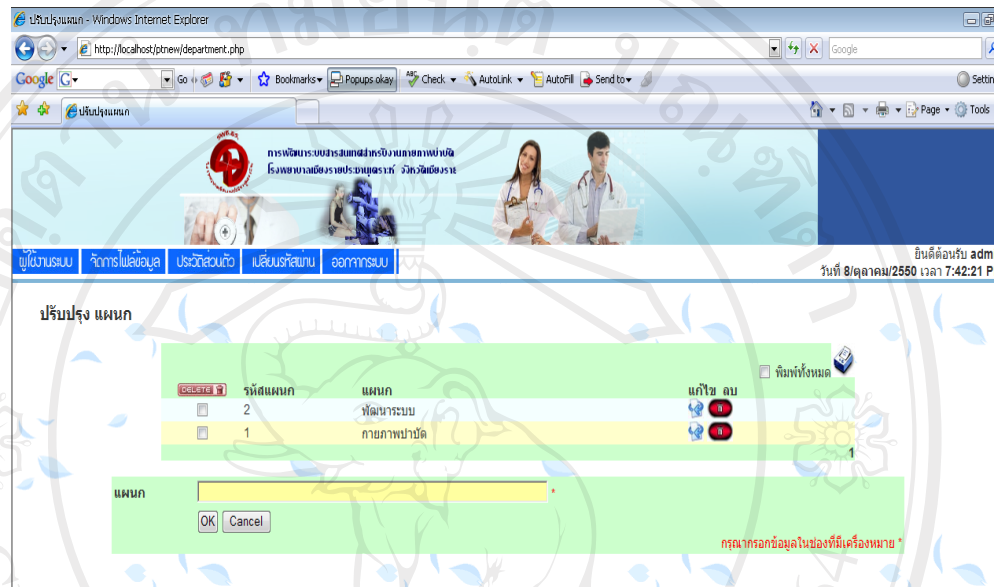 ปรับปรุงแผนก - Windows Internet Explorer
http://localhost/ptnew/department.php
Google
Google G Go Bookmarks Popups okay Check AutoLink AutoFill Send to Settin
ปรับปรุงแผนก Page Tools
การพัฒนาระบบสารสนเทศสำหรับงานกายภาพบำบัด
โรงพยาบาลเชียงรายประชานุเคราะห์ จังหวัดเชียงราย
ผู้ใช้งานระบบ จัดการไฟล์ข้อมูล ประวัติส่วนตัว เปลี่ยนรหัสผ่าน ออกจากระบบ
ยินดีต้อนรับ adm
วันที่ 8/ตุลาคม/2550 เวลา 7:42:21 P
ปรับปรุง แผนก
พิมพ์ทั้งหมด
DELETE รหัสแผนก แผนก แก้ไข ลบ
2 พัฒนาระบบ
1 กายภาพบำบัด
1
แผนก *
OK Cancel
กรุณากรอกข้อมูลในช่องที่มีเครื่องหมาย *